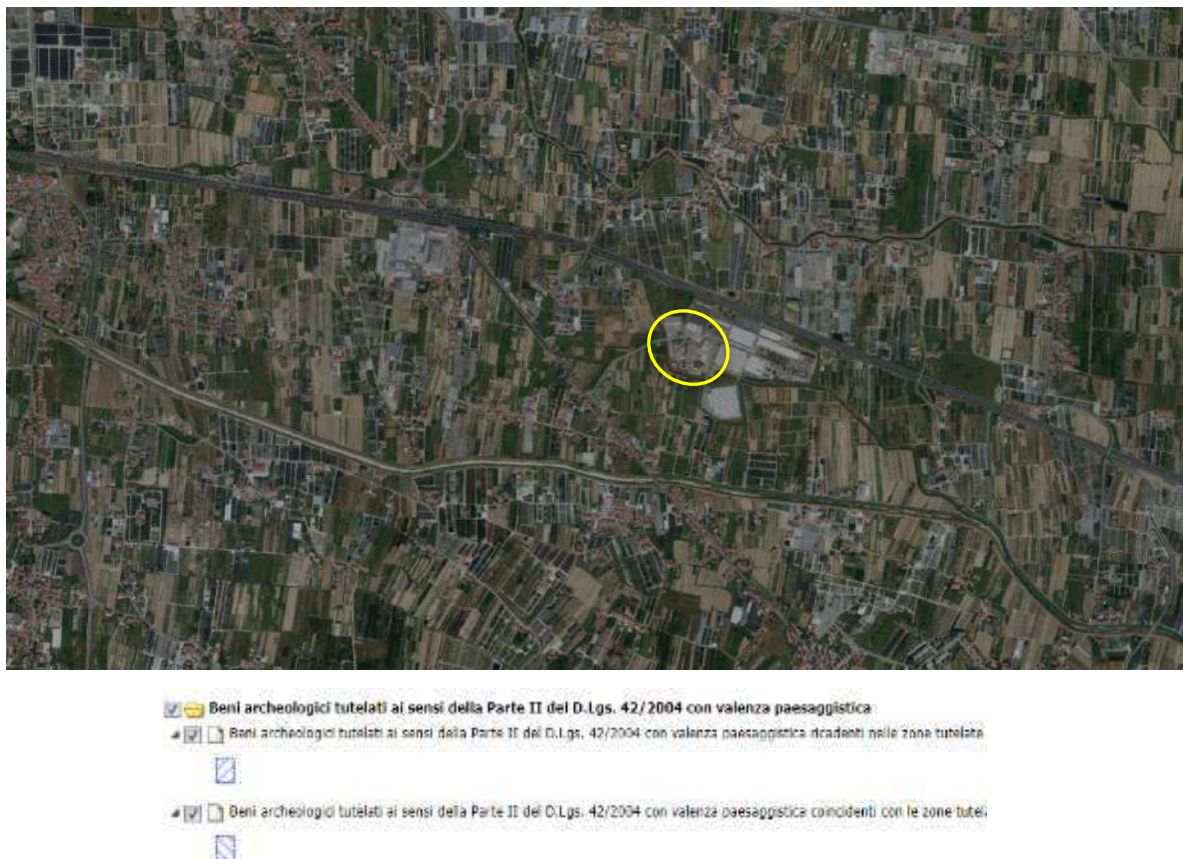 Beni archeologici tutelati ai sensi della Parte II del D.Lgs. 42/2004 con valenza paesaggistica
Beni archeologici tutelati ai sensi della Parte II del D.Lgs. 42/2004 con valenza paesaggistica ricadenti nelle zone tutelate
Beni archeologici tutelati ai sensi della Parte II del D.Lgs. 42/2004 con valenza paesaggistica coincidenti con le zone tutel